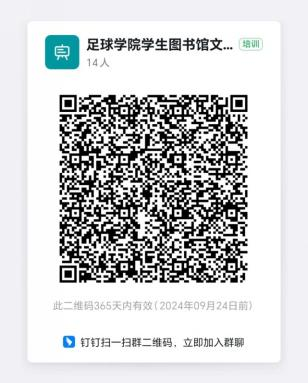 足球学院学生图书馆文... 培训
14人
此二维码365天内有效(2024年09月24日前)
钉钉扫一扫群二维码，立即加入群聊